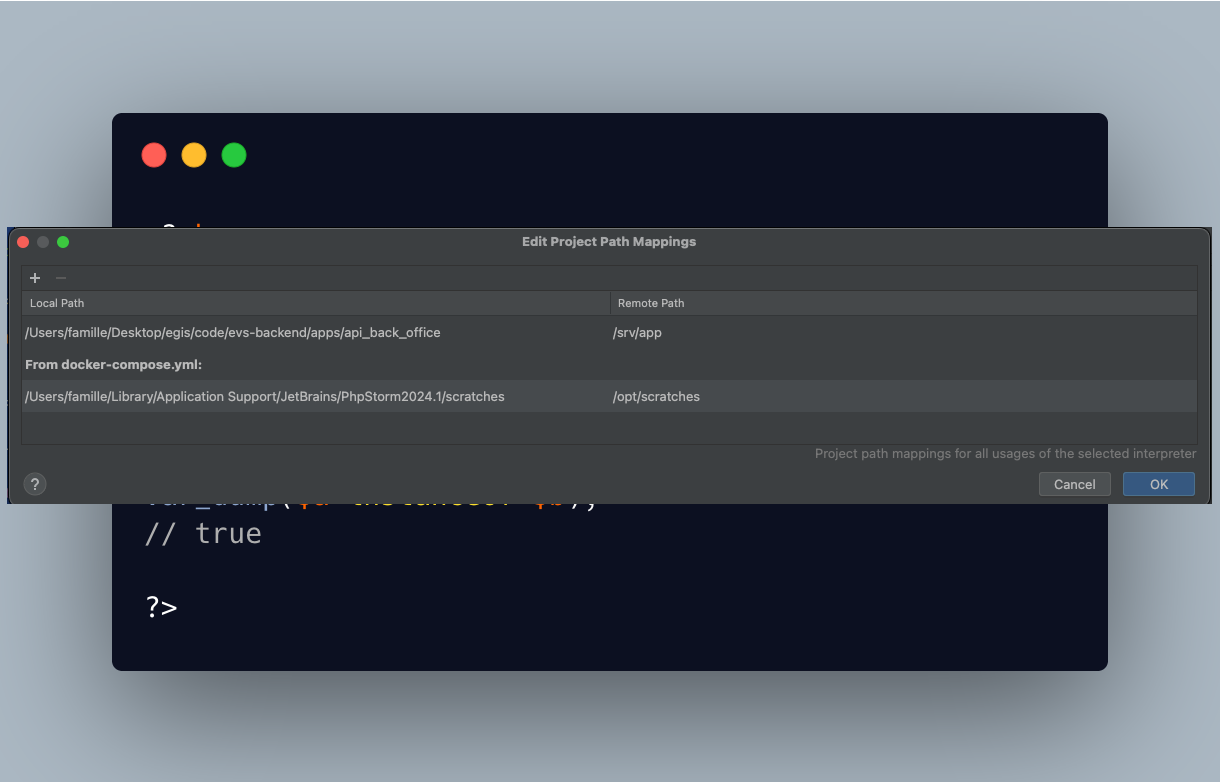 Edit Project Path Mappings
+ −
Local Path Remote Path
/Users/famille/Desktop/egis/code/evs-backend/apps/api_back_office /srv/app
From docker-compose.yml:
/Users/famille/Library/Application Support/JetBrains/PhpStorm2024.1/scratches /opt/scratches
Project path mappings for all usages of the selected interpreter
? Cancel OK
var_dump($a instanceof $b);
// true
?>